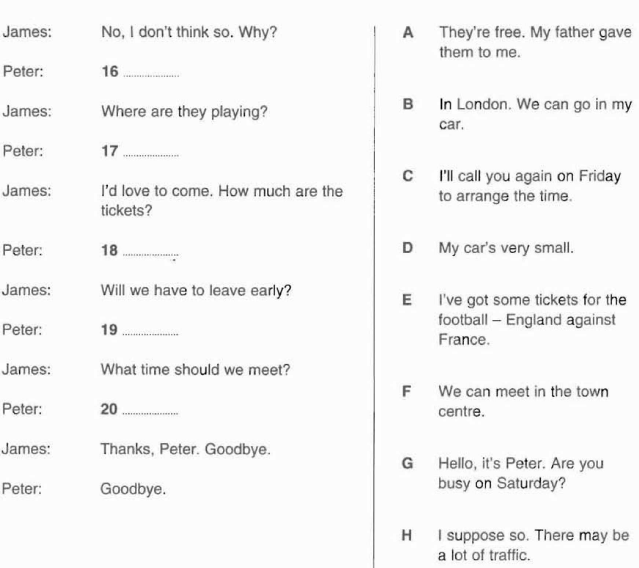 James: No, I don't think so. Why?
Peter: 16 ....................
James: Where are they playing?
Peter: 17 ....................
James: I'd love to come. How much are the
tickets?
Peter: 18 ....................
James: Will we have to leave early?
Peter: 19 ....................
James: What time should we meet?
Peter: 20 ....................
James: Thanks, Peter. Goodbye.
Peter: Goodbye.
A They're free. My father gave
them to me.
B In London. We can go in my
car.
C I'll call you again on Friday
to arrange the time.
D My car's very small.
E I've got some tickets for the
football – England against
France.
F We can meet in the town
centre.
G Hello, it's Peter. Are you
busy on Saturday?
H I suppose so. There may be
a lot of traffic.